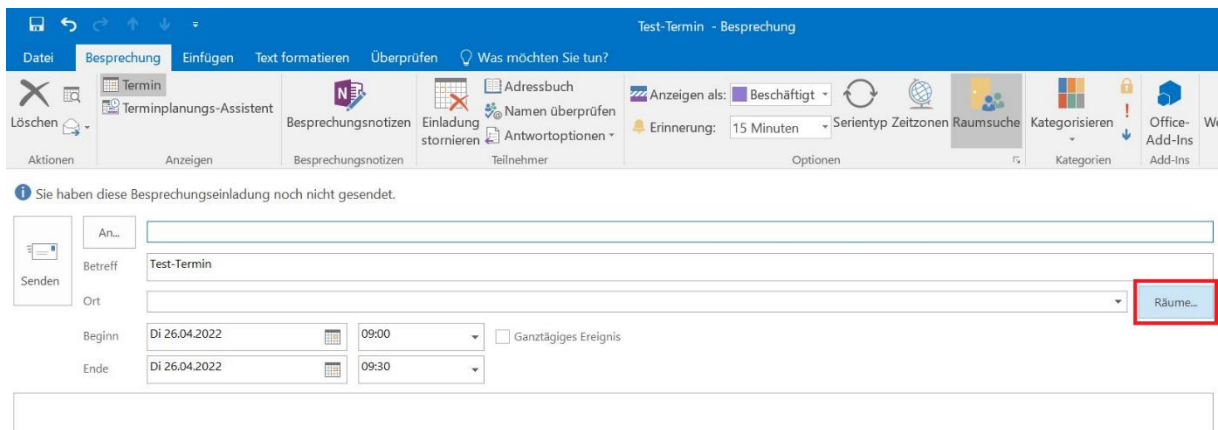 Test-Termin - Besprechung
Datei Besprechung Einfügen Text formatieren Überprüfen Was möchten Sie tun?
Löschen
Termin
Terminplanungs-Assistent
N
Besprechungsnotizen
Einladung stornieren
Adressbuch
Namen überprüfen
Antwortoptionen
Anzeigen als: Beschäftigt
Erinnerung: 15 Minuten
Serientyp Zeitzonen Raumsuche Kategorisieren
Office-
Add-Ins
We
Aktionen Anzeigen Besprechungsnotizen Teilnehmer Optionen Kategorien Add-Ins
Sie haben diese Besprechungseinladung noch nicht gesendet.
Senden
An...
Betreff Test-Termin
Ort Räume...
Beginn Di 26.04.2022 09:00 Ganztägiges Ereignis
Ende Di 26.04.2022 09:30